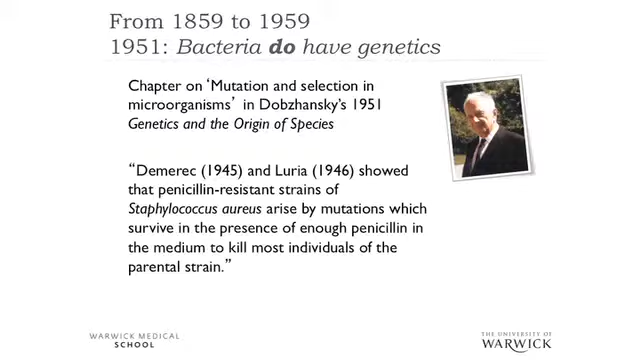 From 1859 to 1959
1951: Bacteria do have genetics
Chapter on ‘Mutation and selection in
microorganisms’ in Dobzhansky's 1951
Genetics and the Origin of Species
“Demerec (1945) and Luria (1946) showed
that penicillin-resistant strains of
Staphylococcus aureus arise by mutations which
survive in the presence of enough penicillin in
the medium to kill most individuals of the
parental strain.”
WARWICK MEDICAL
SCHOOL
THE UNIVERSITY OF
WARWICK